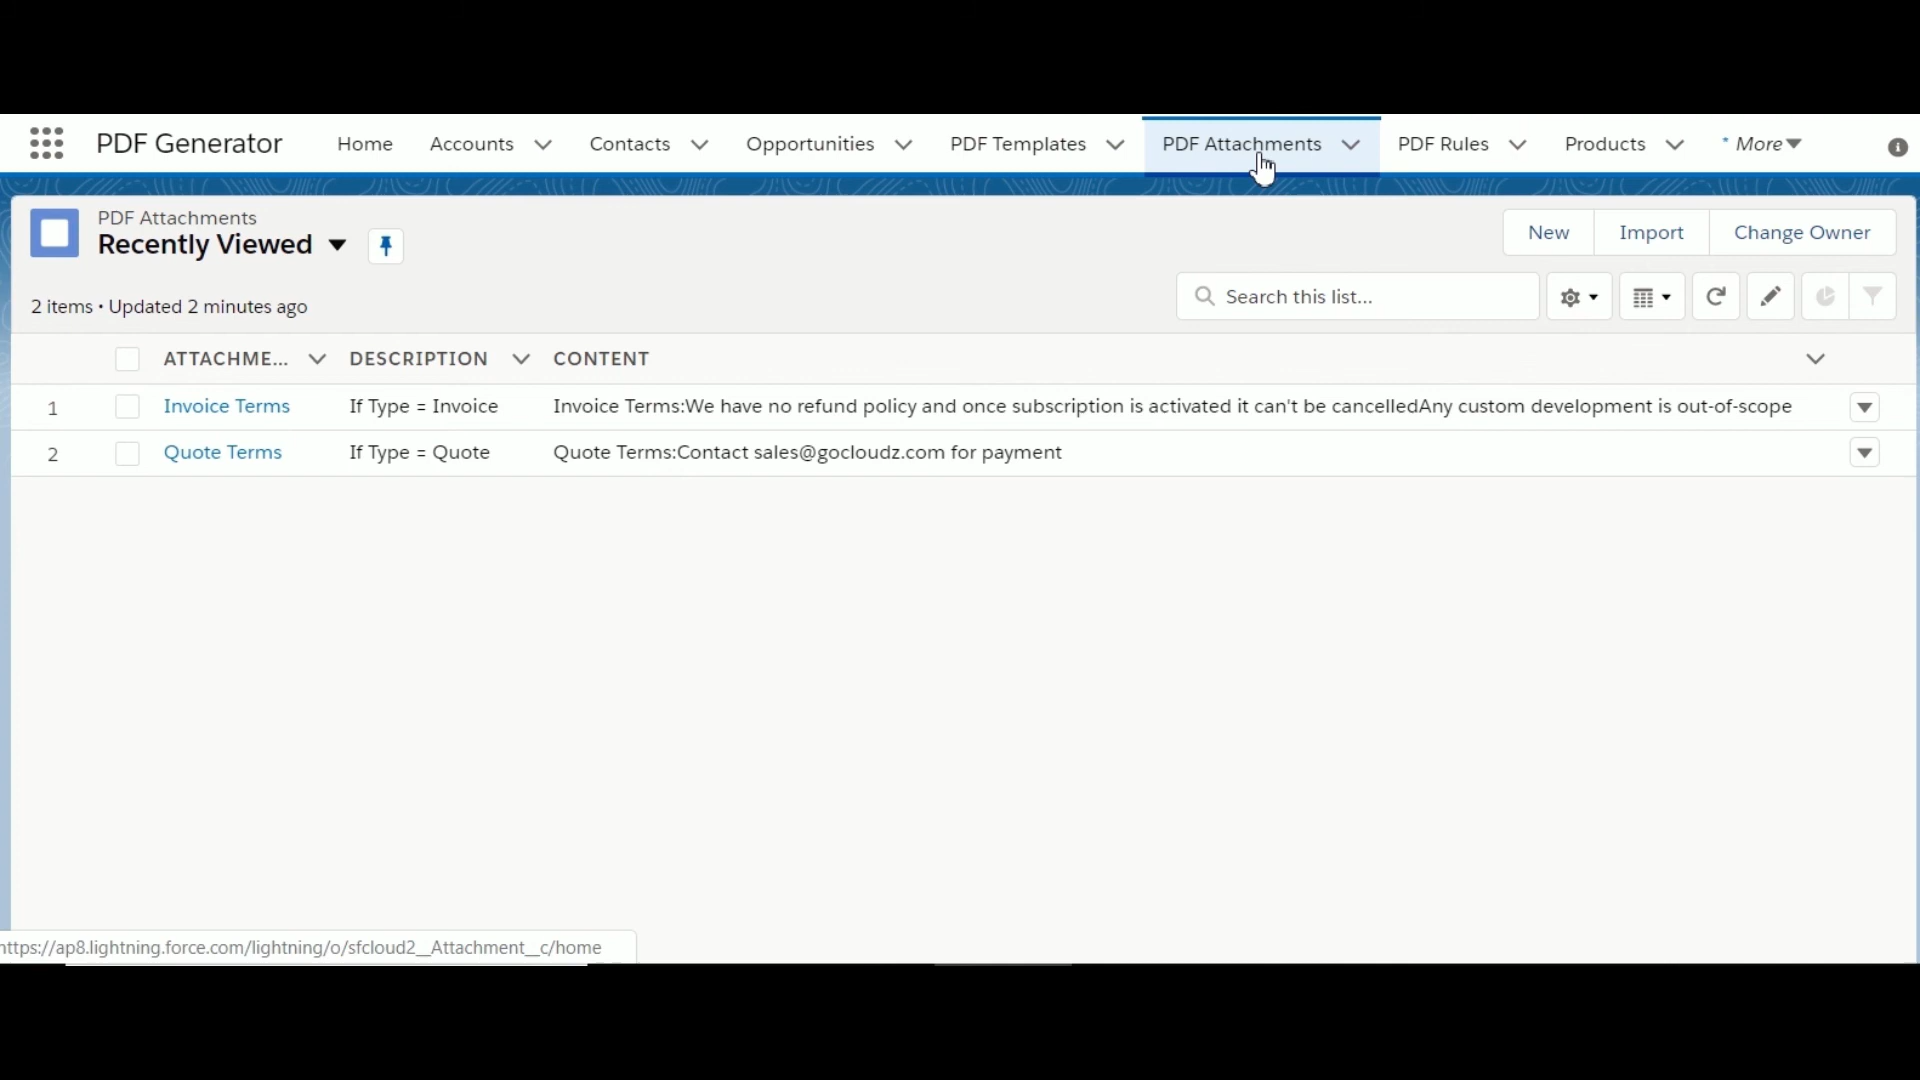 PDF Generator Home Accounts Contacts Opportunities PDF Templates PDF Attachments PDF Rules Products * More
PDF Attachments
Recently Viewed
New Import Change Owner
2 items • Updated 2 minutes ago
Search this list...
ATTACHME... DESCRIPTION CONTENT
1 Invoice Terms If Type = Invoice Invoice Terms:We have no refund policy and once subscription is activated it can't be cancelledAny custom development is out-of-scope
2 Quote Terms If Type = Quote Quote Terms:Contact sales@gocloudz.com for payment
https://ap8.lightning.force.com/lightning/o/sfcloud2__Attachment__c/home